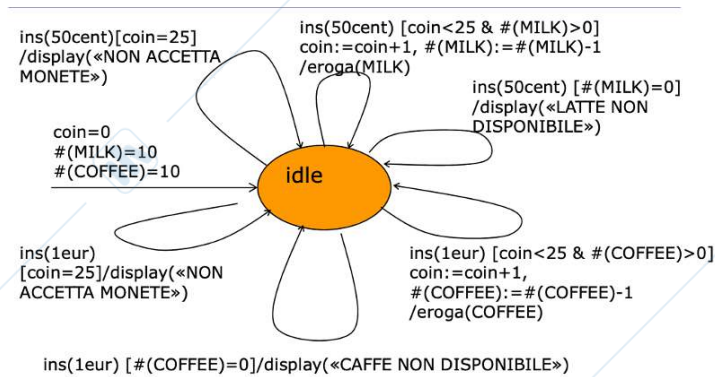 ins(50cent)[coin=25]
/display(«NON ACCETTA
MONETE»)
ins(50cent) [coin<25 & #(MILK)>0]
coin:=coin+1, #(MILK):=#(MILK)-1
/eroga(MILK)
ins(50cent) [#(MILK)=0]
/display(«LATTE NON
DISPONIBILE»)
coin=0
#(MILK)=10
#(COFFEE)=10
idle
ins(1eur)
[coin=25]/display(«NON
ACCETTA MONETE»)
ins(1eur) [coin<25 & #(COFFEE)>0]
coin:=coin+1,
#(COFFEE):=#(COFFEE)-1
/eroga(COFFEE)
ins(1eur) [#(COFFEE)=0]/display(«CAFFE NON DISPONIBILE»)